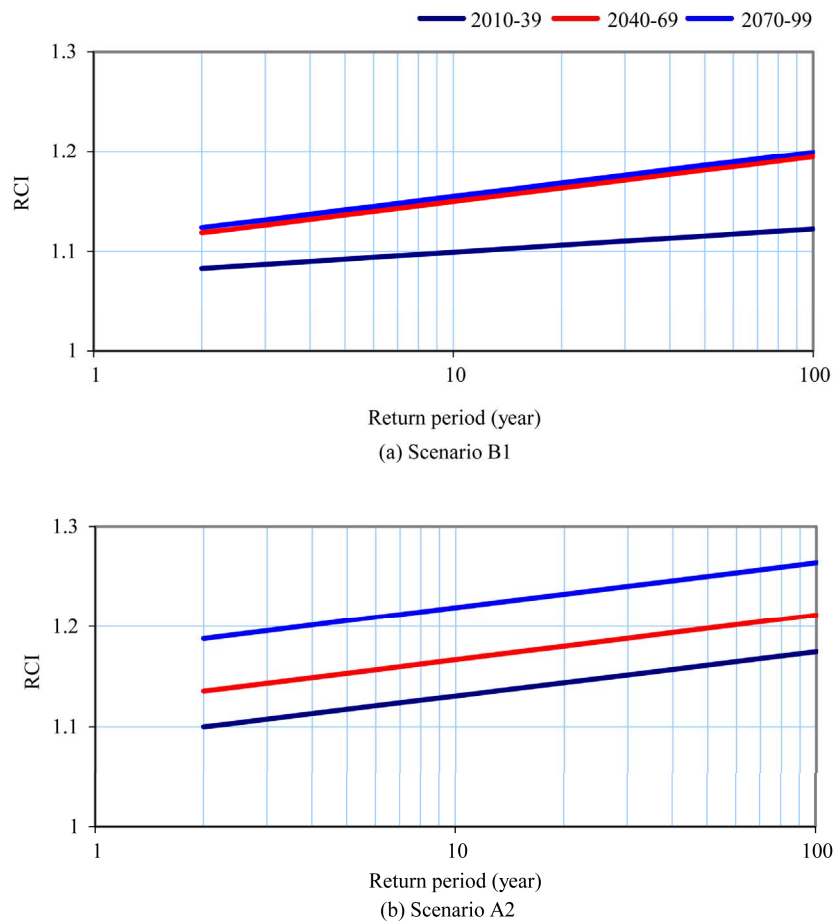 2010-39 2040-69 2070-99
1.3
1.2
RCI
1.1
1
1 10 100
Return period (year)
(a) Scenario B1
1.3
1.2
RCI
1.1
1
1 10 100
Return period (year)
(b) Scenario A2